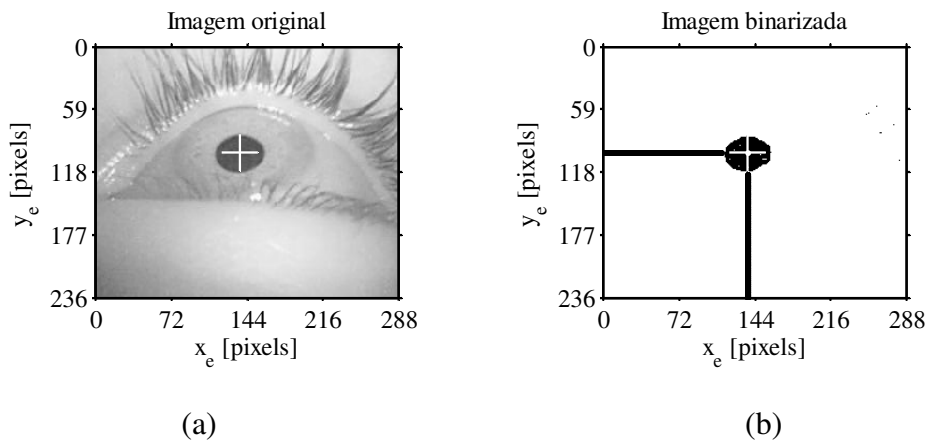 Imagem original
0
59
118
177
236
y_e [pixels]
0 72 144 216 288
x_e [pixels]
(a)
Imagem binarizada
0
59
118
177
236
y_e [pixels]
0 72 144 216 288
x_e [pixels]
(b)